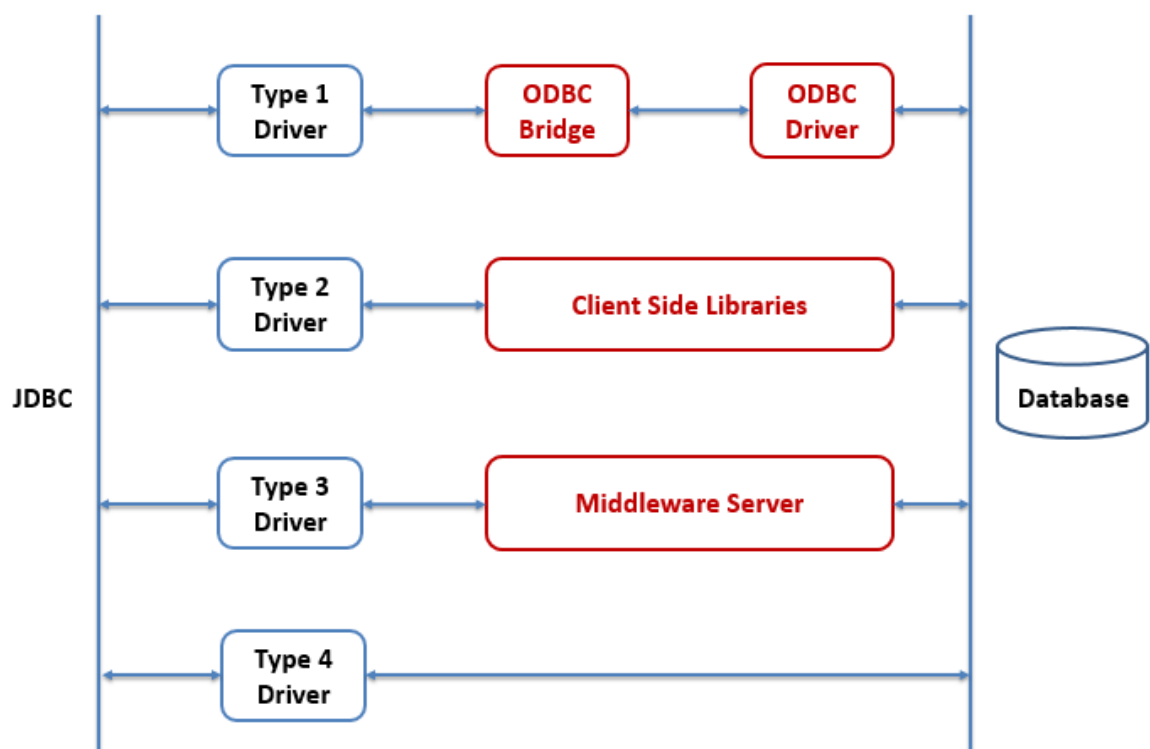 Type 1
Driver
ODBC
Bridge
ODBC
Driver
Type 2
Driver
Client Side Libraries
JDBC
Database
Type 3
Driver
Middleware Server
Type 4
Driver